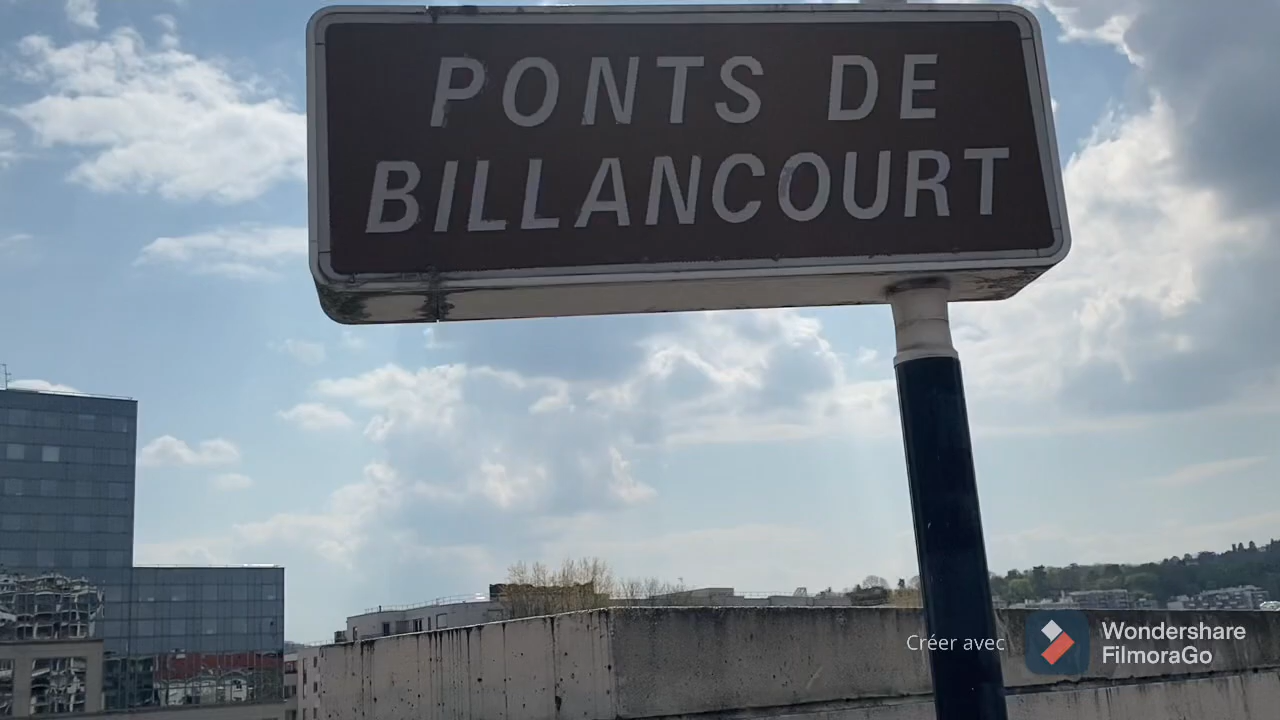 PONTS DE
BILLANCOURT
Créer avec
Wondershare
FilmoraGo